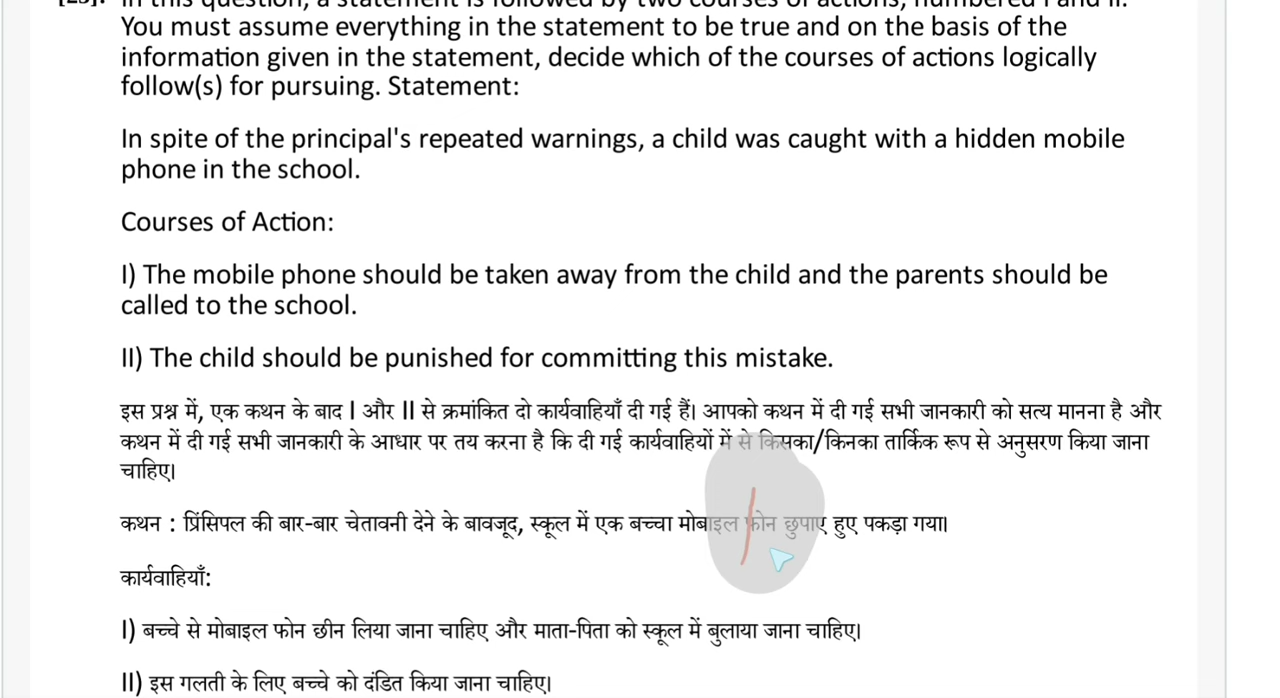 You must assume everything in the statement to be true and on the basis of the
information given in the statement, decide which of the courses of actions logically
follow(s) for pursuing. Statement:
In spite of the principal's repeated warnings, a child was caught with a hidden mobile
phone in the school.
Courses of Action:
I) The mobile phone should be taken away from the child and the parents should be
called to the school.
II) The child should be punished for committing this mistake.
इस प्रश्न में, एक कथन के बाद I और II से क्रमांकित दो कार्यवाहियाँ दी गई हैं। आपको कथन में दी गई सभी जानकारी को सत्य मानना है और
कथन में दी गई सभी जानकारी के आधार पर तय करना है कि दी गई कार्यवाहियों में से किसका/किनका तार्किक रूप से अनुसरण किया जाना
चाहिए।
कथन : प्रिंसिपल की बार-बार चेतावनी देने के बावजूद, स्कूल में एक बच्चा मोबाइल फोन छुपाए हुए पकड़ा गया।
कार्यवाहियाँ:
I) बच्चे से मोबाइल फोन छीन लिया जाना चाहिए और माता-पिता को स्कूल में बुलाया जाना चाहिए।
II) इस गलती के लिए बच्चे को दंडित किया जाना चाहिए।